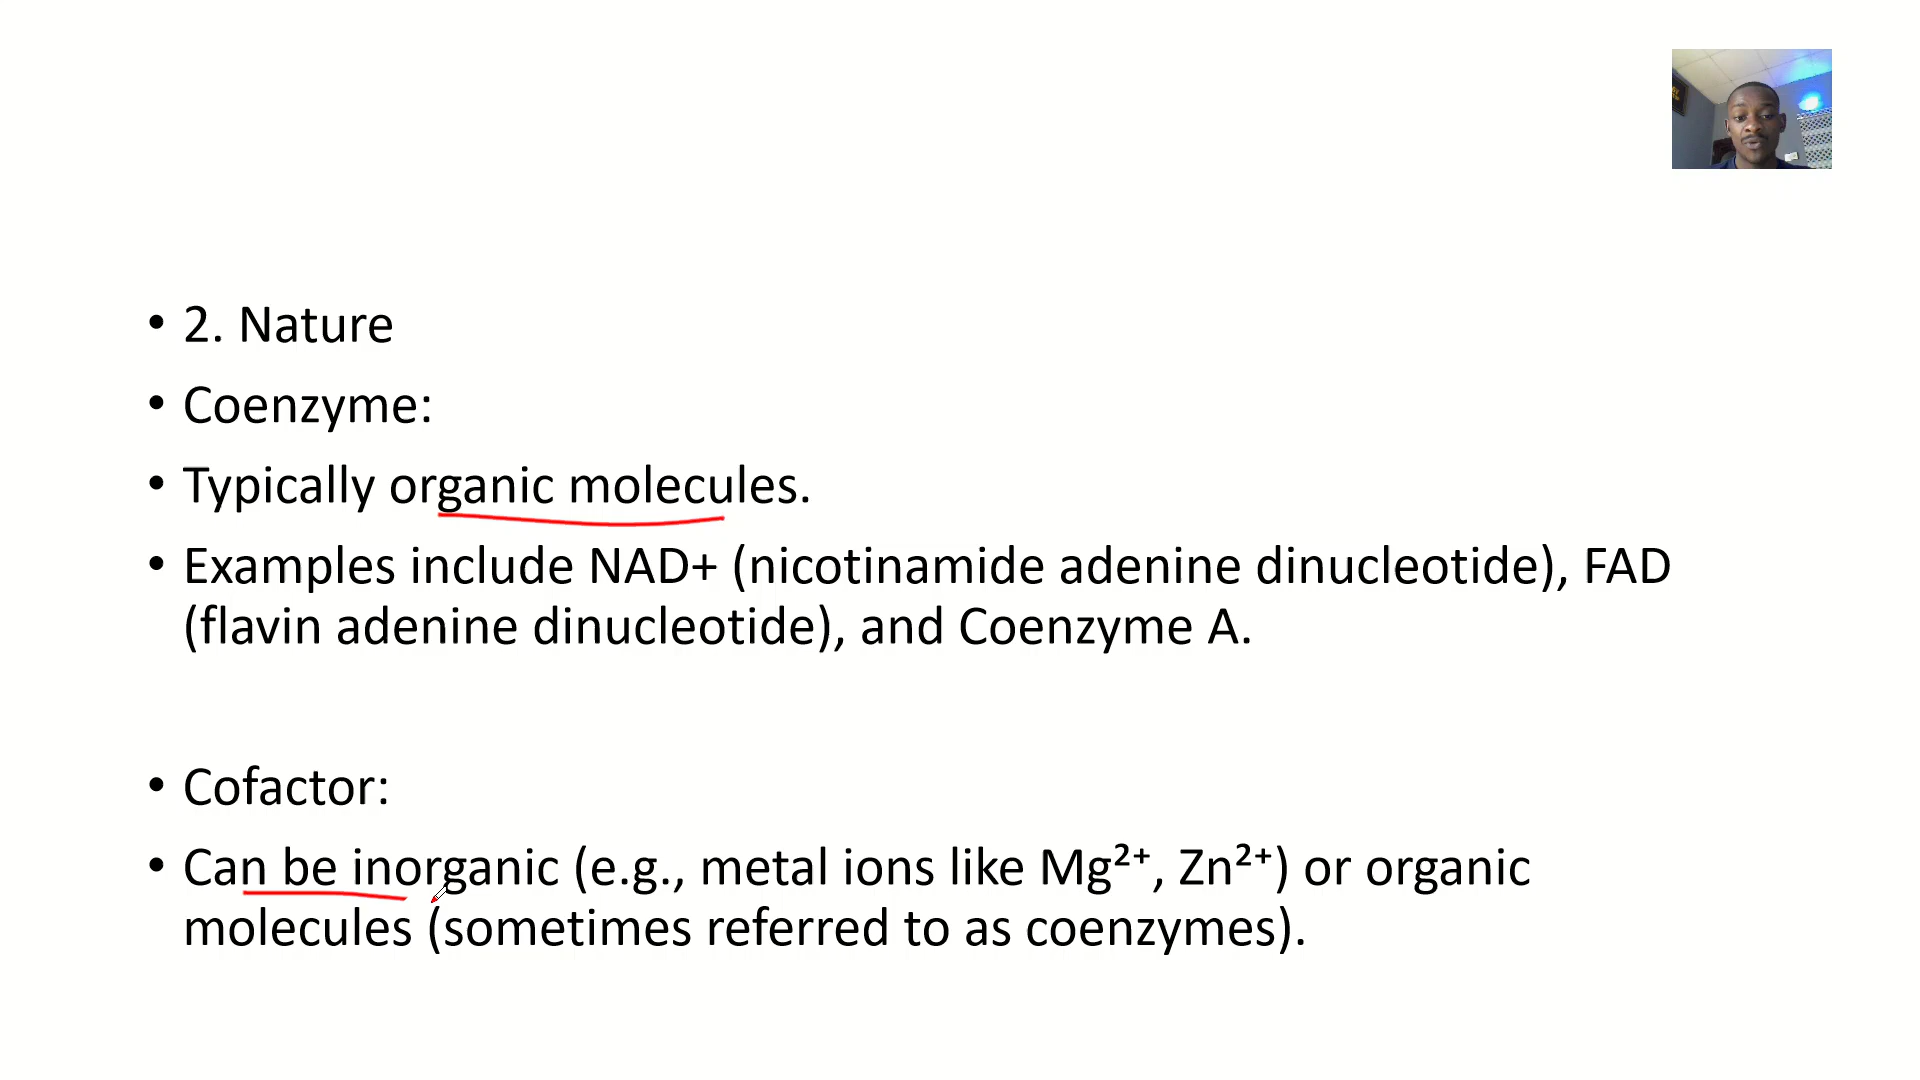 • 2. Nature
• Coenzyme:
• Typically organic molecules.
• Examples include NAD+ (nicotinamide adenine dinucleotide), FAD
(flavin adenine dinucleotide), and Coenzyme A.
• Cofactor:
• Can be inorganic (e.g., metal ions like Mg²⁺, Zn²⁺) or organic
molecules (sometimes referred to as coenzymes).